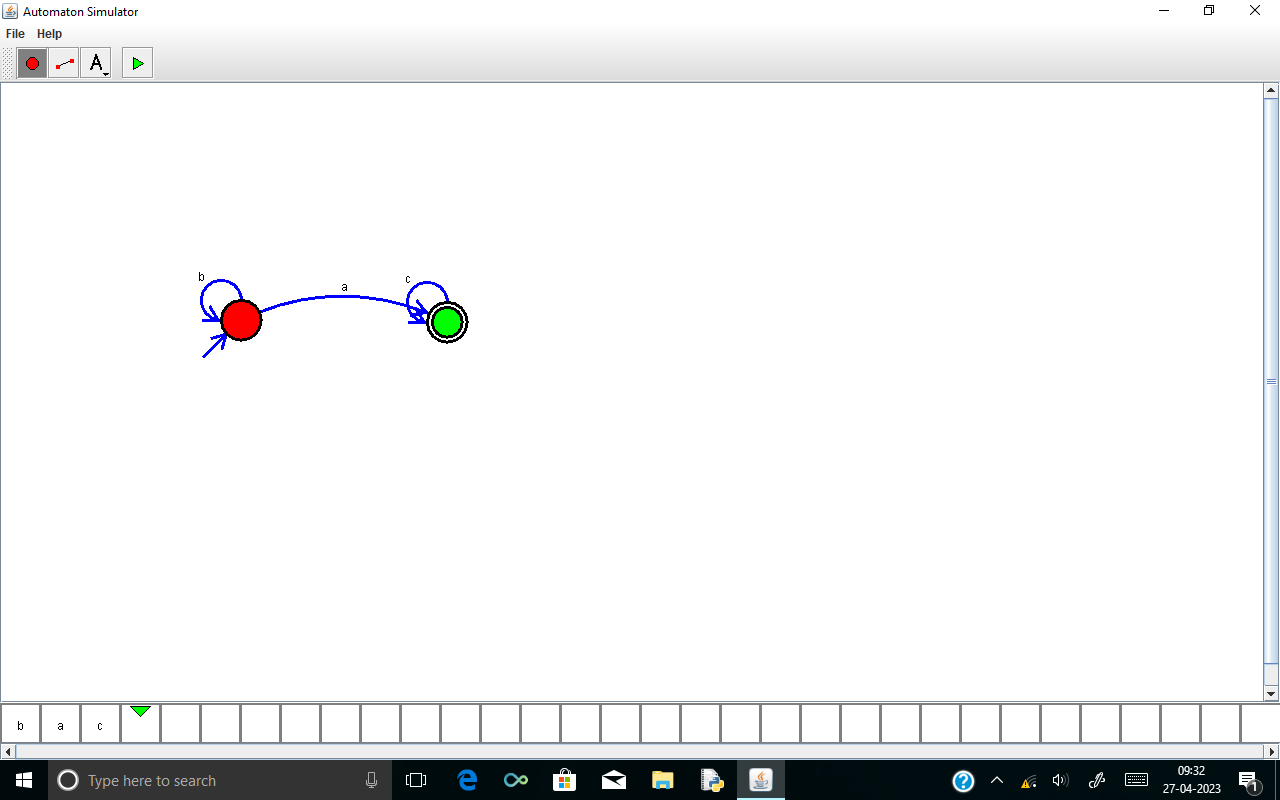 Automaton Simulator
File Help
A
b
a
c
b a c
Type here to search
09:32
27-04-2023
1